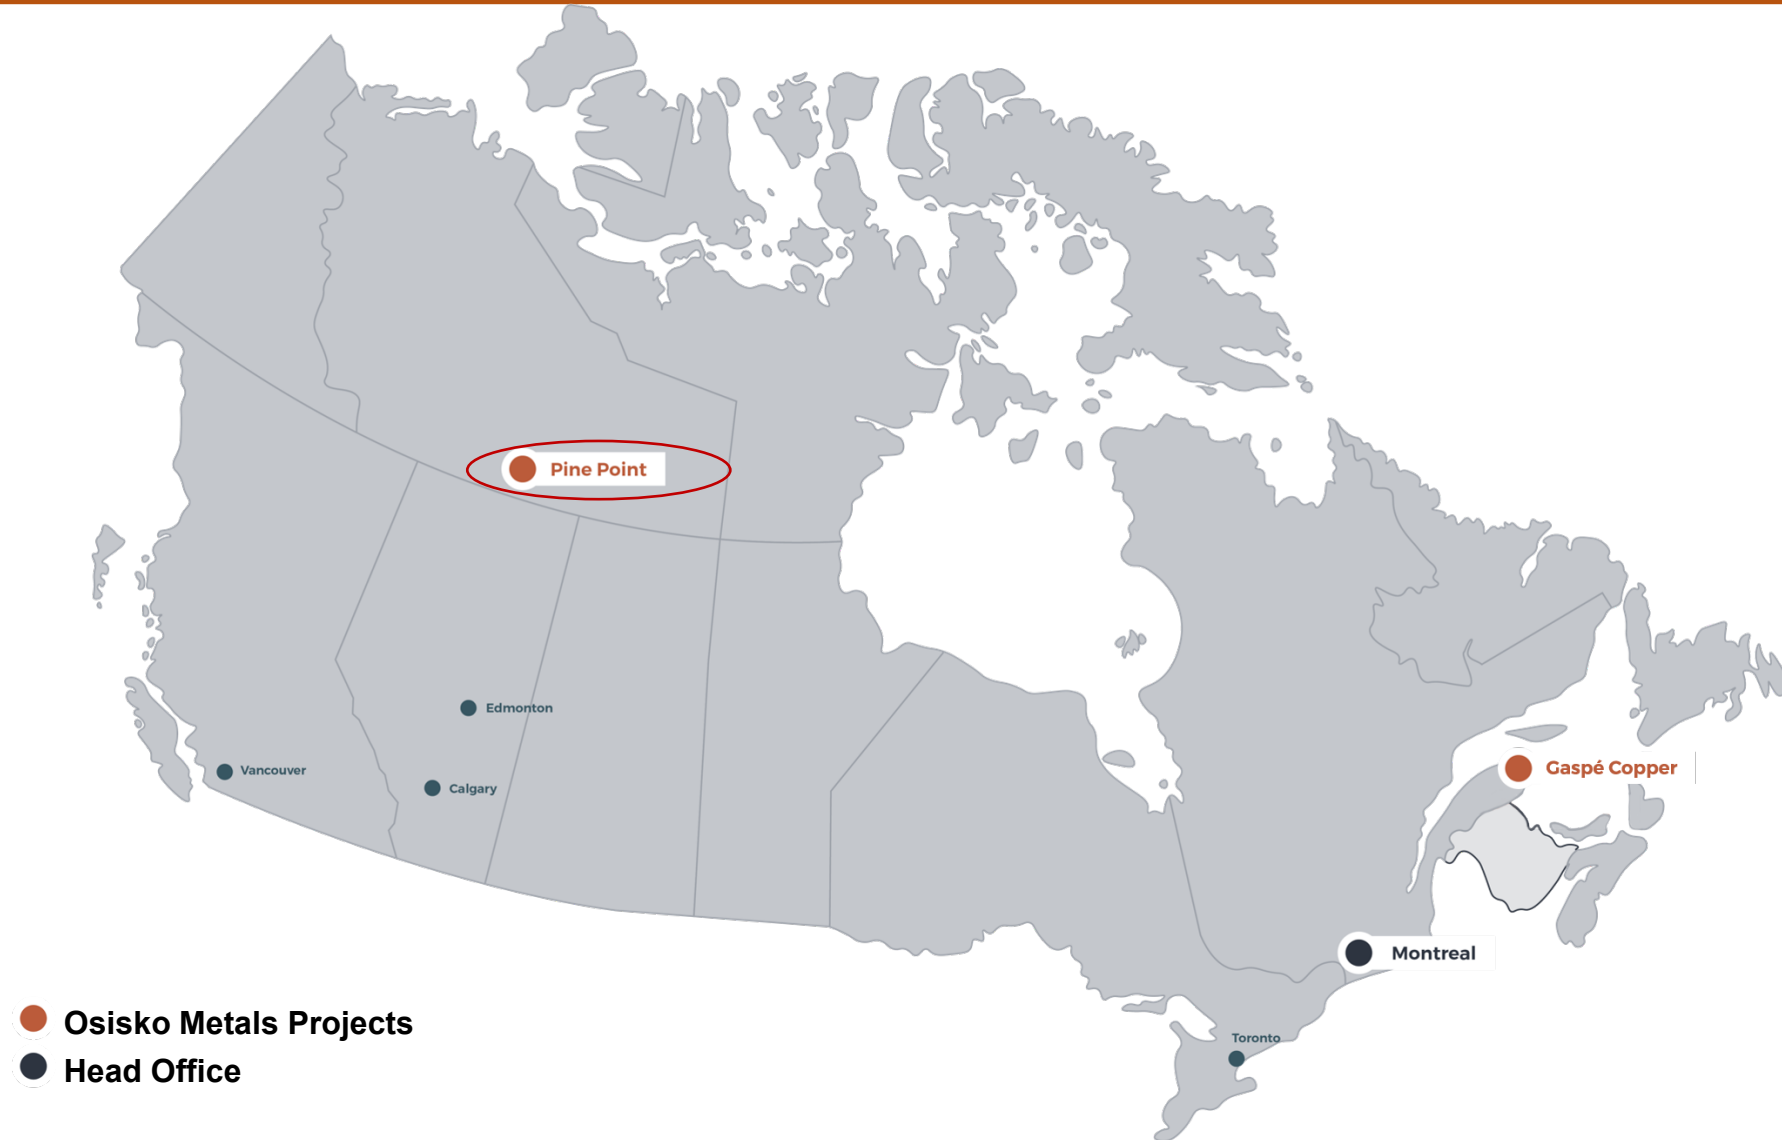 Pine Point
Edmonton
Vancouver
Calgary
Gaspé Copper
Montreal
Toronto
Osisko Metals Projects
Head Office